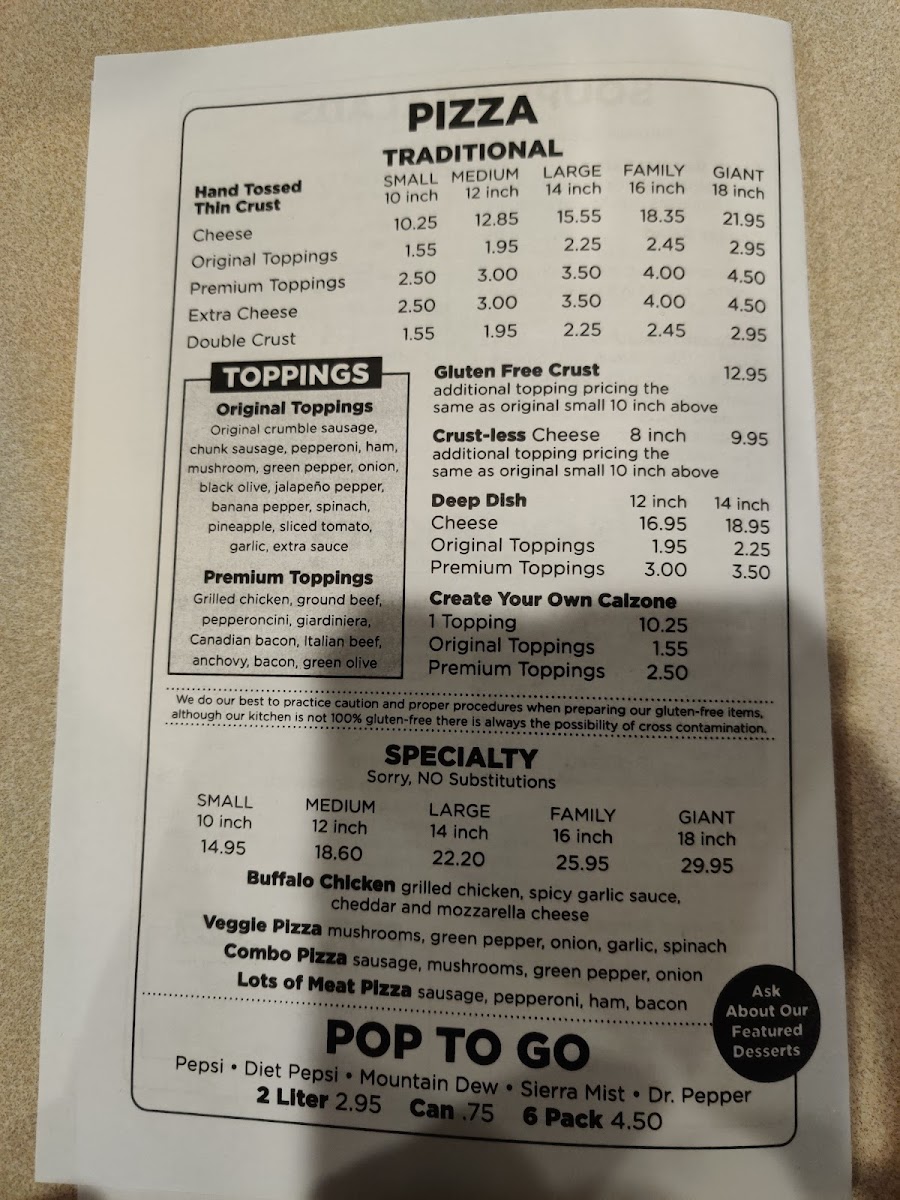 PIZZA
TRADITIONAL
SMALL MEDIUM LARGE FAMILY GIANT
Hand Tossed 10 inch 12 inch 14 inch 16 inch 18 inch
Thin Crust
Cheese 10.25 12.85 15.55 18.35 21.95
Original Toppings 1.55 1.95 2.25 2.45 2.95
Premium Toppings 2.50 3.00 3.50 4.00 4.50
Extra Cheese 2.50 3.00 3.50 4.00 4.50
Double Crust 1.55 1.95 2.25 2.45 2.95
TOPPINGS
Original Toppings
Original crumble sausage,
chunk sausage, pepperoni, ham,
mushroom, green pepper, onion,
black olive, jalapeño pepper,
banana pepper, spinach,
pineapple, sliced tomato,
garlic, extra sauce
Premium Toppings
Grilled chicken, ground beef,
pepperoncini, giardiniera,
Canadian bacon, Italian beef,
anchovy, bacon, green olive
Gluten Free Crust 12.95
additional topping pricing the
same as original small 10 inch above
Crust-less Cheese 8 inch 9.95
additional topping pricing the
same as original small 10 inch above
Deep Dish 12 inch 14 inch
Cheese 16.95 18.95
Original Toppings 1.95 2.25
Premium Toppings 3.00 3.50
Create Your Own Calzone
1 Topping 10.25
Original Toppings 1.55
Premium Toppings 2.50
We do our best to practice caution and proper procedures when preparing our gluten-free items,
although our kitchen is not 100% gluten-free there is always the possibility of cross contamination.
SPECIALTY
Sorry, NO Substitutions
SMALL MEDIUM LARGE FAMILY GIANT
10 inch 12 inch 14 inch 16 inch 18 inch
14.95 18.60 22.20 25.95 29.95
Buffalo Chicken grilled chicken, spicy garlic sauce,
cheddar and mozzarella cheese
Veggie Pizza mushrooms, green pepper, onion, garlic, spinach
Combo Pizza sausage, mushrooms, green pepper, onion
Lots of Meat Pizza sausage, pepperoni, ham, bacon
Ask
About Our
Featured
Desserts
POP TO GO
Pepsi • Diet Pepsi • Mountain Dew • Sierra Mist • Dr. Pepper
2 Liter 2.95 Can .75 6 Pack 4.50